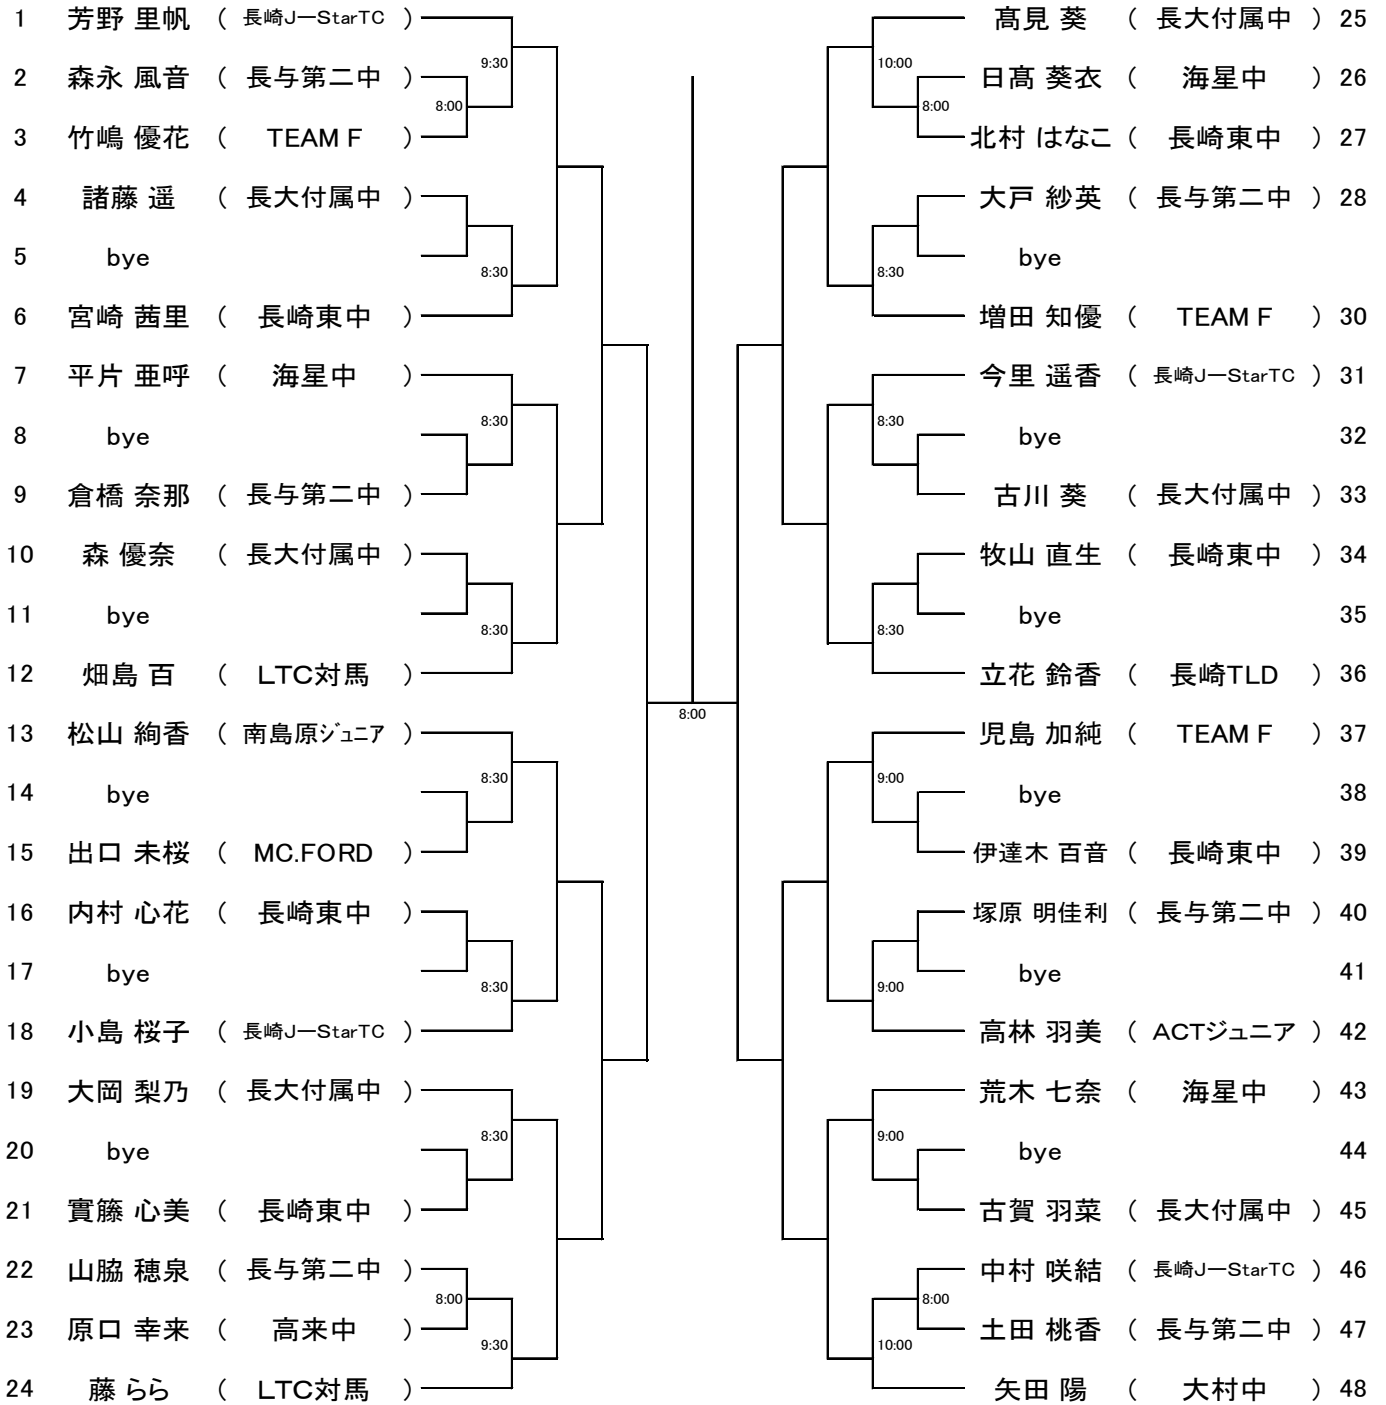 1 芳野 里帆 ( 長崎J-StarTC ) 髙見 葵 ( 長大付属中 ) 25
9:30 10:00
2 森永 風音 ( 長与第二中 ) 日髙 葵衣 ( 海星中 ) 26
8:00 8:00
3 竹嶋 優花 ( TEAM F ) 北村 はなこ ( 長崎東中 ) 27
4 諸藤 遥 ( 長大付属中 ) 大戸 紗英 ( 長与第二中 ) 28
5 bye bye
8:30 8:30
6 宮崎 茜里 ( 長崎東中 ) 増田 知優 ( TEAM F ) 30
7 平片 亜呼 ( 海星中 ) 今里 遥香 ( 長崎J-StarTC ) 31
8:30 8:30
8 bye bye 32
9 倉橋 奈那 ( 長与第二中 ) 古川 葵 ( 長大付属中 ) 33
10 森 優奈 ( 長大付属中 ) 牧山 直生 ( 長崎東中 ) 34
11 bye bye 35
8:30 8:30
12 畑島 百 ( LTC対馬 ) 立花 鈴香 ( 長崎TLD ) 36
8:00
13 松山 絢香 ( 南島原ジュニア ) 児島 加純 ( TEAM F ) 37
8:30 9:00
14 bye bye 38
15 出口 未桜 ( MC.FORD ) 伊達木 百音 ( 長崎東中 ) 39
16 内村 心花 ( 長崎東中 ) 塚原 明佳利 ( 長与第二中 ) 40
17 bye bye 41
8:30 9:00
18 小島 桜子 ( 長崎J-StarTC ) 高林 羽美 ( ACTジュニア ) 42
19 大岡 梨乃 ( 長大付属中 ) 荒木 七奈 ( 海星中 ) 43
8:30 9:00
20 bye bye 44
21 實籐 心美 ( 長崎東中 ) 古賀 羽菜 ( 長大付属中 ) 45
22 山脇 穂泉 ( 長与第二中 ) 中村 咲結 ( 長崎J-StarTC ) 46
8:00 8:00
23 原口 幸来 ( 高来中 ) 土田 桃香 ( 長与第二中 ) 47
9:30 10:00
24 藤 らら ( LTC対馬 ) 矢田 陽 ( 大村中 ) 48